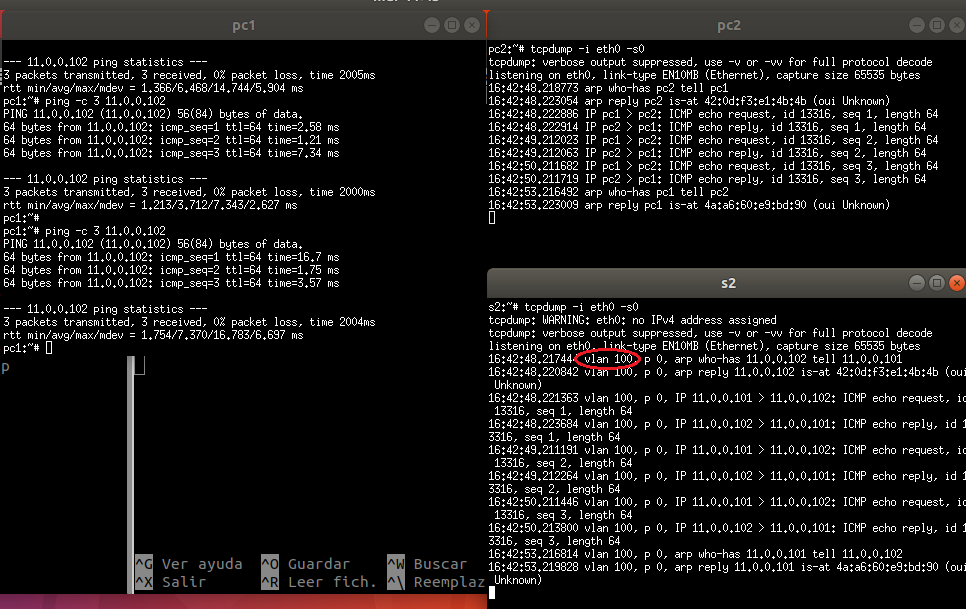 pc1
--- 11.0.0.102 ping statistics ---
3 packets transmitted, 3 received, 0% packet loss, time 2005ms
rtt min/avg/max/mdev = 1.366/6.468/14.744/5.904 ms
pc1:~# ping -c 3 11.0.0.102
PING 11.0.0.102 (11.0.0.102) 56(84) bytes of data.
64 bytes from 11.0.0.102: icmp_seq=1 ttl=64 time=2.58 ms
64 bytes from 11.0.0.102: icmp_seq=2 ttl=64 time=1.21 ms
64 bytes from 11.0.0.102: icmp_seq=3 ttl=64 time=7.34 ms
--- 11.0.0.102 ping statistics ---
3 packets transmitted, 3 received, 0% packet loss, time 2000ms
rtt min/avg/max/mdev = 1.213/3.712/7.343/2.627 ms
pc1:~#
pc1:~# ping -c 3 11.0.0.102
PING 11.0.0.102 (11.0.0.102) 56(84) bytes of data.
64 bytes from 11.0.0.102: icmp_seq=1 ttl=64 time=16.7 ms
64 bytes from 11.0.0.102: icmp_seq=2 ttl=64 time=1.75 ms
64 bytes from 11.0.0.102: icmp_seq=3 ttl=64 time=3.57 ms
--- 11.0.0.102 ping statistics ---
3 packets transmitted, 3 received, 0% packet loss, time 2004ms
rtt min/avg/max/mdev = 1.754/7.370/16.783/6.697 ms
pc1:~#
p
^G Ver ayuda ^O Guardar ^W Buscar
^X Salir ^R Leer fich. ^\ Reemplaz
pc2
pc2:~# tcpdump -i eth0 -s0
tcpdump: verbose output suppressed, use -v or -vv for full protocol decode
listening on eth0, link-type EN10MB (Ethernet), capture size 65535 bytes
16:42:48.218773 arp who-has pc2 tell pc1
16:42:48.223054 arp reply pc2 is-at 42:0d:f3:e1:4b:4b (oui Unknown)
16:42:48.222886 IP pc1 > pc2: ICMP echo request, id 13316, seq 1, length 64
16:42:48.222914 IP pc2 > pc1: ICMP echo reply, id 13316, seq 1, length 64
16:42:49.212023 IP pc1 > pc2: ICMP echo request, id 13316, seq 2, length 64
16:42:49.212063 IP pc2 > pc1: ICMP echo reply, id 13316, seq 2, length 64
16:42:50.211682 IP pc1 > pc2: ICMP echo request, id 13316, seq 3, length 64
16:42:50.211719 IP pc2 > pc1: ICMP echo reply, id 13316, seq 3, length 64
16:42:53.216492 arp who-has pc1 tell pc2
16:42:53.223009 arp reply pc1 is-at 4a:a6:60:e9:bd:90 (oui Unknown)
s2
s2:~# tcpdump -i eth0 -s0
tcpdump: WARNING: eth0: no IPv4 address assigned
tcpdump: verbose output suppressed, use -v or -vv for full protocol decode
listening on eth0, link-type EN10MB (Ethernet), capture size 65535 bytes
16:42:48.21744 vlan 100, p 0, arp who-has 11.0.0.102 tell 11.0.0.101
16:42:48.220842 vlan 100, p 0, arp reply 11.0.0.102 is-at 42:0d:f3:e1:4b:4b (oui
Unknown)
16:42:48.221363 vlan 100, p 0, IP 11.0.0.101 > 11.0.0.102: ICMP echo request, id
13316, seq 1, length 64
16:42:48.223684 vlan 100, p 0, IP 11.0.0.102 > 11.0.0.101: ICMP echo reply, id 1
3316, seq 1, length 64
16:42:49.211191 vlan 100, p 0, IP 11.0.0.101 > 11.0.0.102: ICMP echo request, id
13316, seq 2, length 64
16:42:49.212264 vlan 100, p 0, IP 11.0.0.102 > 11.0.0.101: ICMP echo reply, id 1
3316, seq 2, length 64
16:42:50.211446 vlan 100, p 0, IP 11.0.0.101 > 11.0.0.102: ICMP echo request, id
13316, seq 3, length 64
16:42:50.213800 vlan 100, p 0, IP 11.0.0.102 > 11.0.0.101: ICMP echo reply, id 1
3316, seq 3, length 64
16:42:53.216814 vlan 100, p 0, arp who-has 11.0.0.101 tell 11.0.0.102
16:42:53.219828 vlan 100, p 0, arp reply 11.0.0.101 is-at 4a:a6:60:e9:bd:90 (oui
Unknown)